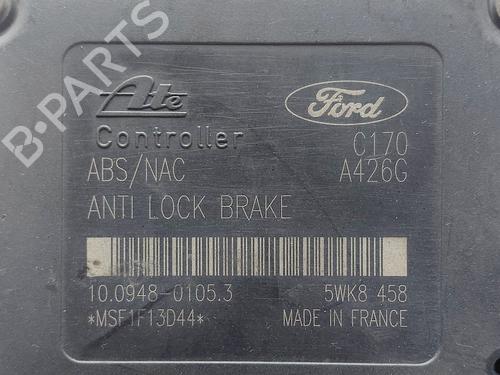 Ate
Ford
Controller
C170
ABS/NAC
A426G
ANTI LOCK BRAKE
10.0948-0105.3
5WK8 458
*MSF1F13D44*
MADE IN FRANCE
B-PARTS